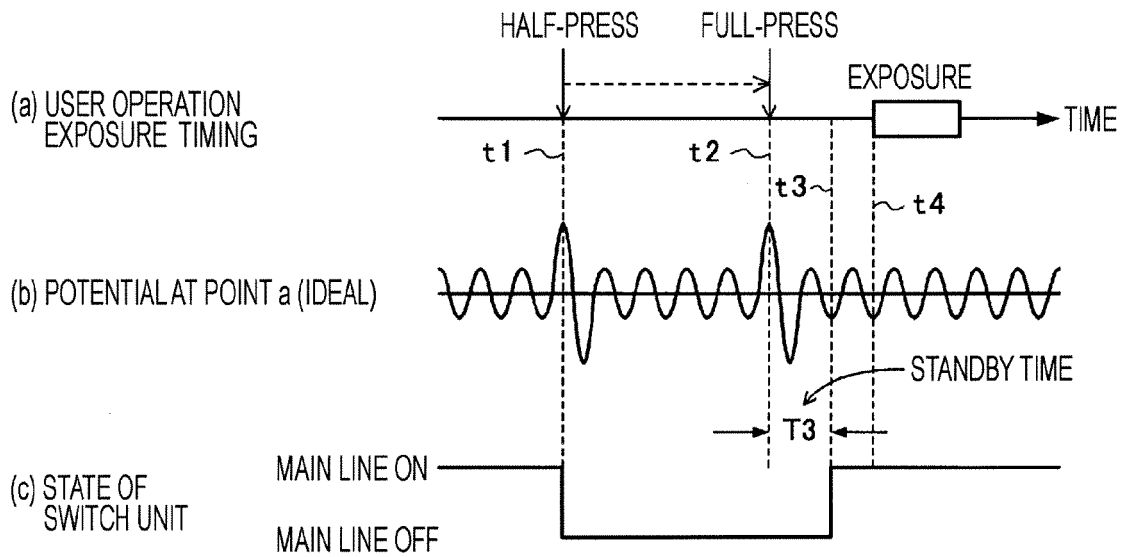 HALF-PRESS
FULL-PRESS
(a) USER OPERATION
EXPOSURE TIMING
EXPOSURE
TIME
t1
t2
t3
t4
(b) POTENTIAL AT POINT a (IDEAL)
STANDBY TIME
T3
(c) STATE OF
SWITCH UNIT
MAIN LINE ON
MAIN LINE OFF